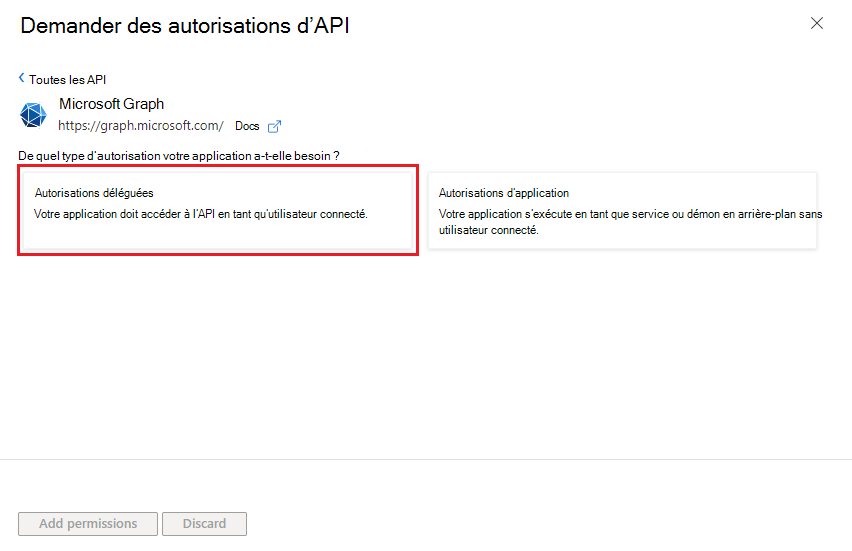 Demander des autorisations d’API
Toutes les API
Microsoft Graph
https://graph.microsoft.com/ Docs
De quel type d'autorisation votre application a-t-elle besoin ?
Autorisations déléguées
Votre application doit accéder à l'API en tant qu'utilisateur connecté.
Autorisations d'application
Votre application s'exécute en tant que service ou démon en arrière-plan sans
utilisateur connecté.
Add permissions Discard